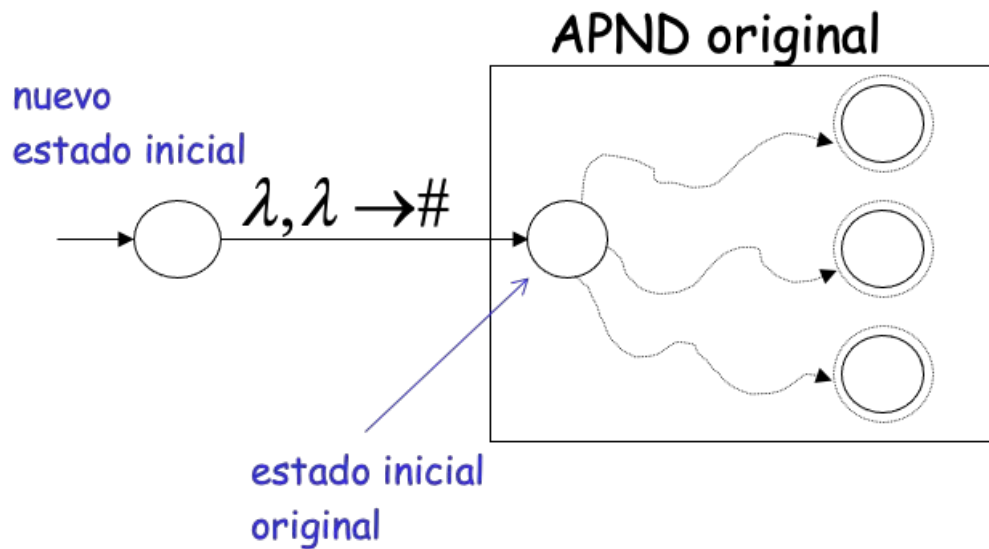 APND original
nuevo
estado inicial
λ, λ →#
estado inicial
original